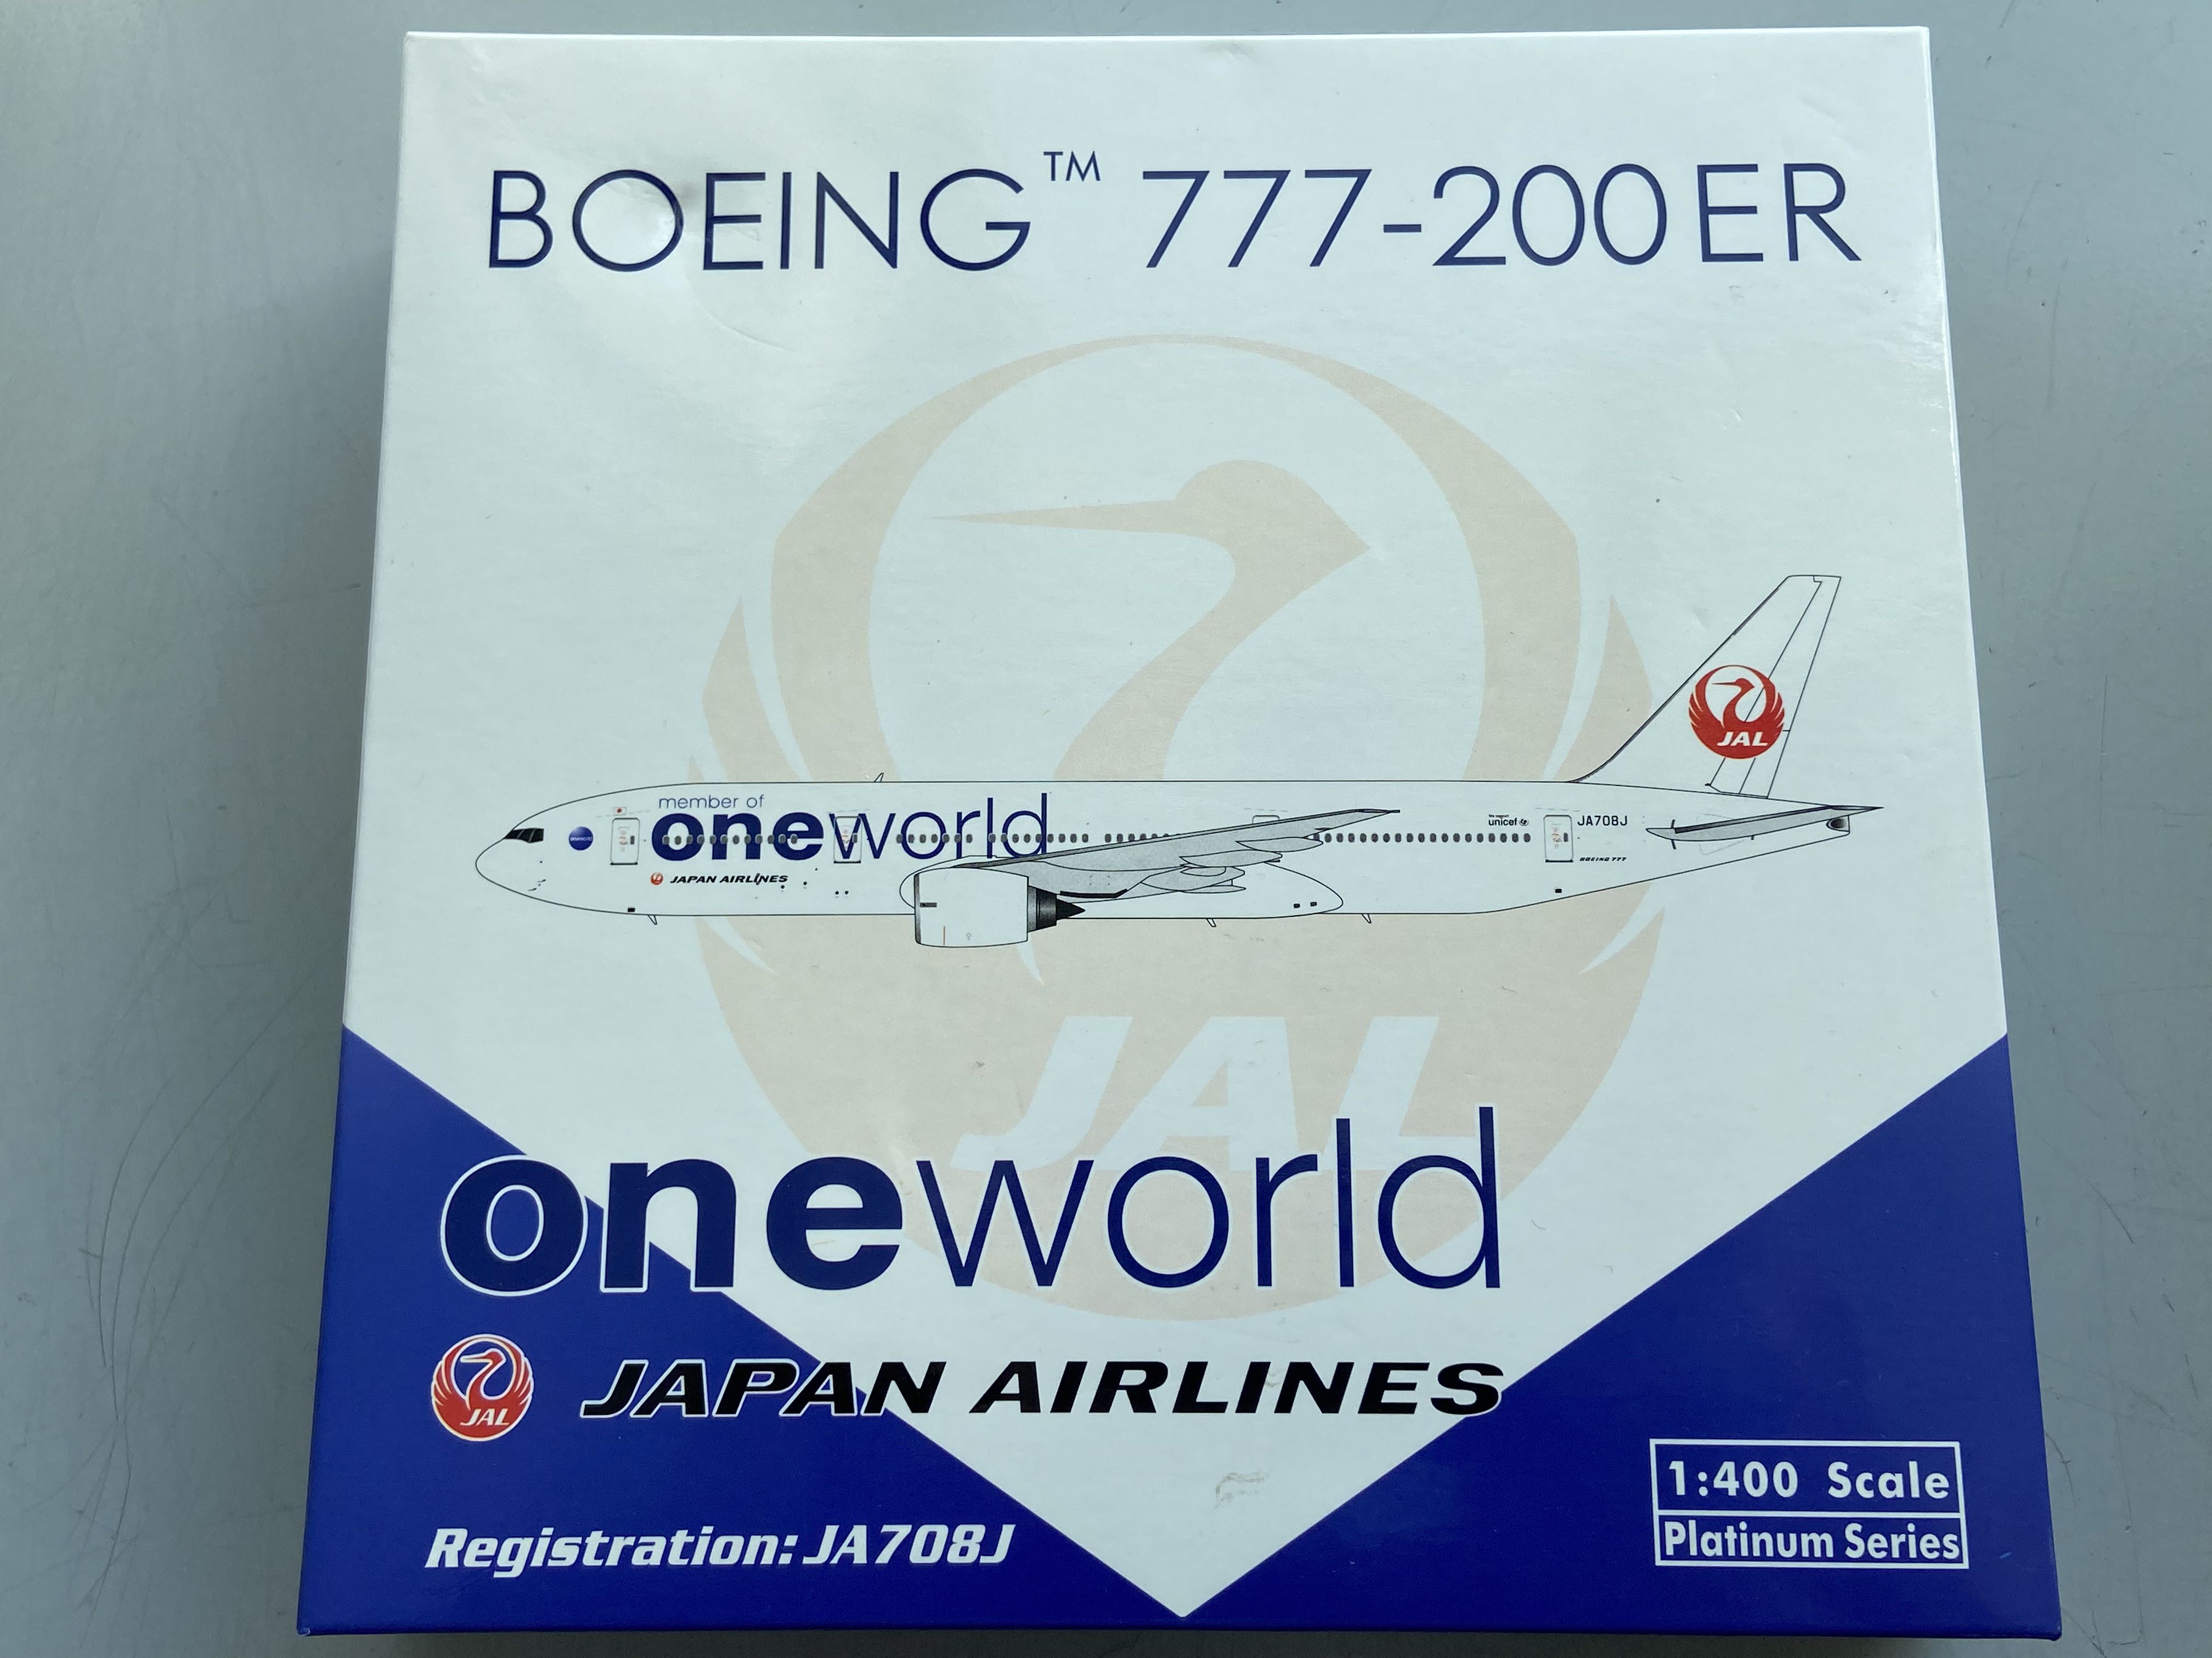 BOEING™ 777-200ER
JAL
member of
oneworld
JAPAN AIRLINES
unicef
JA708J
BOEING 777
JAL
oneworld
JAL
JAPAN AIRLINES
Registration: JA708J
1:400 Scale
Platinum Series